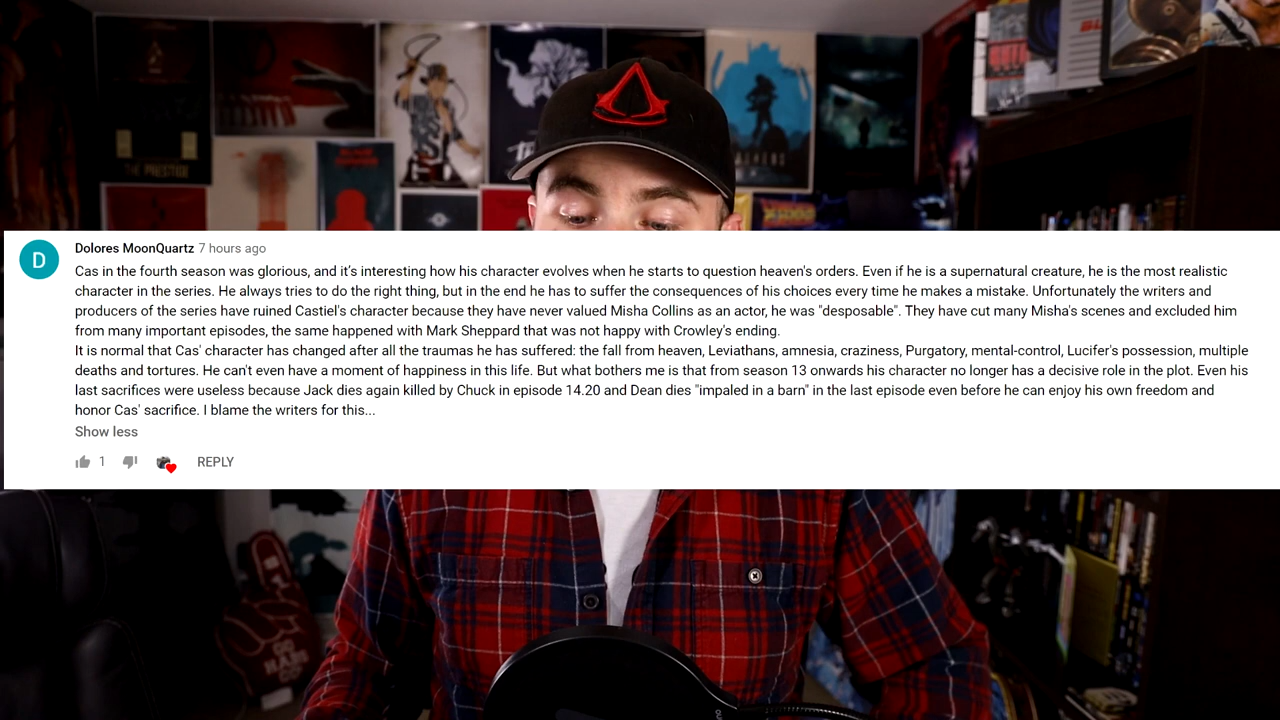 THE PRESTIGE
ALIENS
D
Dolores MoonQuartz 7 hours ago
Cas in the fourth season was glorious, and it's interesting how his character evolves when he starts to question heaven's orders. Even if he is a supernatural creature, he is the most realistic
character in the series. He always tries to do the right thing, but in the end he has to suffer the consequences of his choices every time he makes a mistake. Unfortunately the writers and
producers of the series have ruined Castiel's character because they have never valued Misha Collins as an actor, he was "desposable". They have cut many Misha's scenes and excluded him
from many important episodes, the same happened with Mark Sheppard that was not happy with Crowley's ending.
It is normal that Cas' character has changed after all the traumas he has suffered: the fall from heaven, Leviathans, amnesia, craziness, Purgatory, mental-control, Lucifer's possession, multiple
deaths and tortures. He can't even have a moment of happiness in this life. But what bothers me is that from season 13 onwards his character no longer has a decisive role in the plot. Even his
last sacrifices were useless because Jack dies again killed by Chuck in episode 14.20 and Dean dies "impaled in a barn" in the last episode even before he can enjoy his own freedom and
honor Cas' sacrifice. I blame the writers for this...
Show less
1 REPLY
GO
HABS
GO